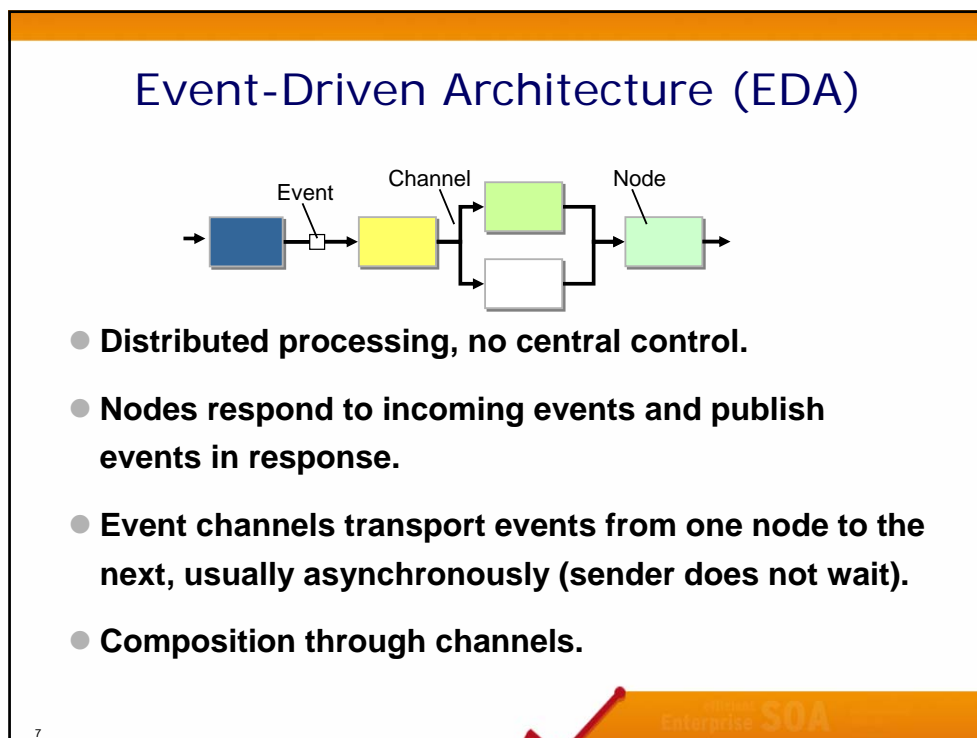 Event-Driven Architecture (EDA)
Event
Channel
Node
Distributed processing, no central control.
Nodes respond to incoming events and publish
events in response.
Event channels transport events from one node to the
next, usually asynchronously (sender does not wait).
Composition through channels.
7
efficient
Enterprise SOA